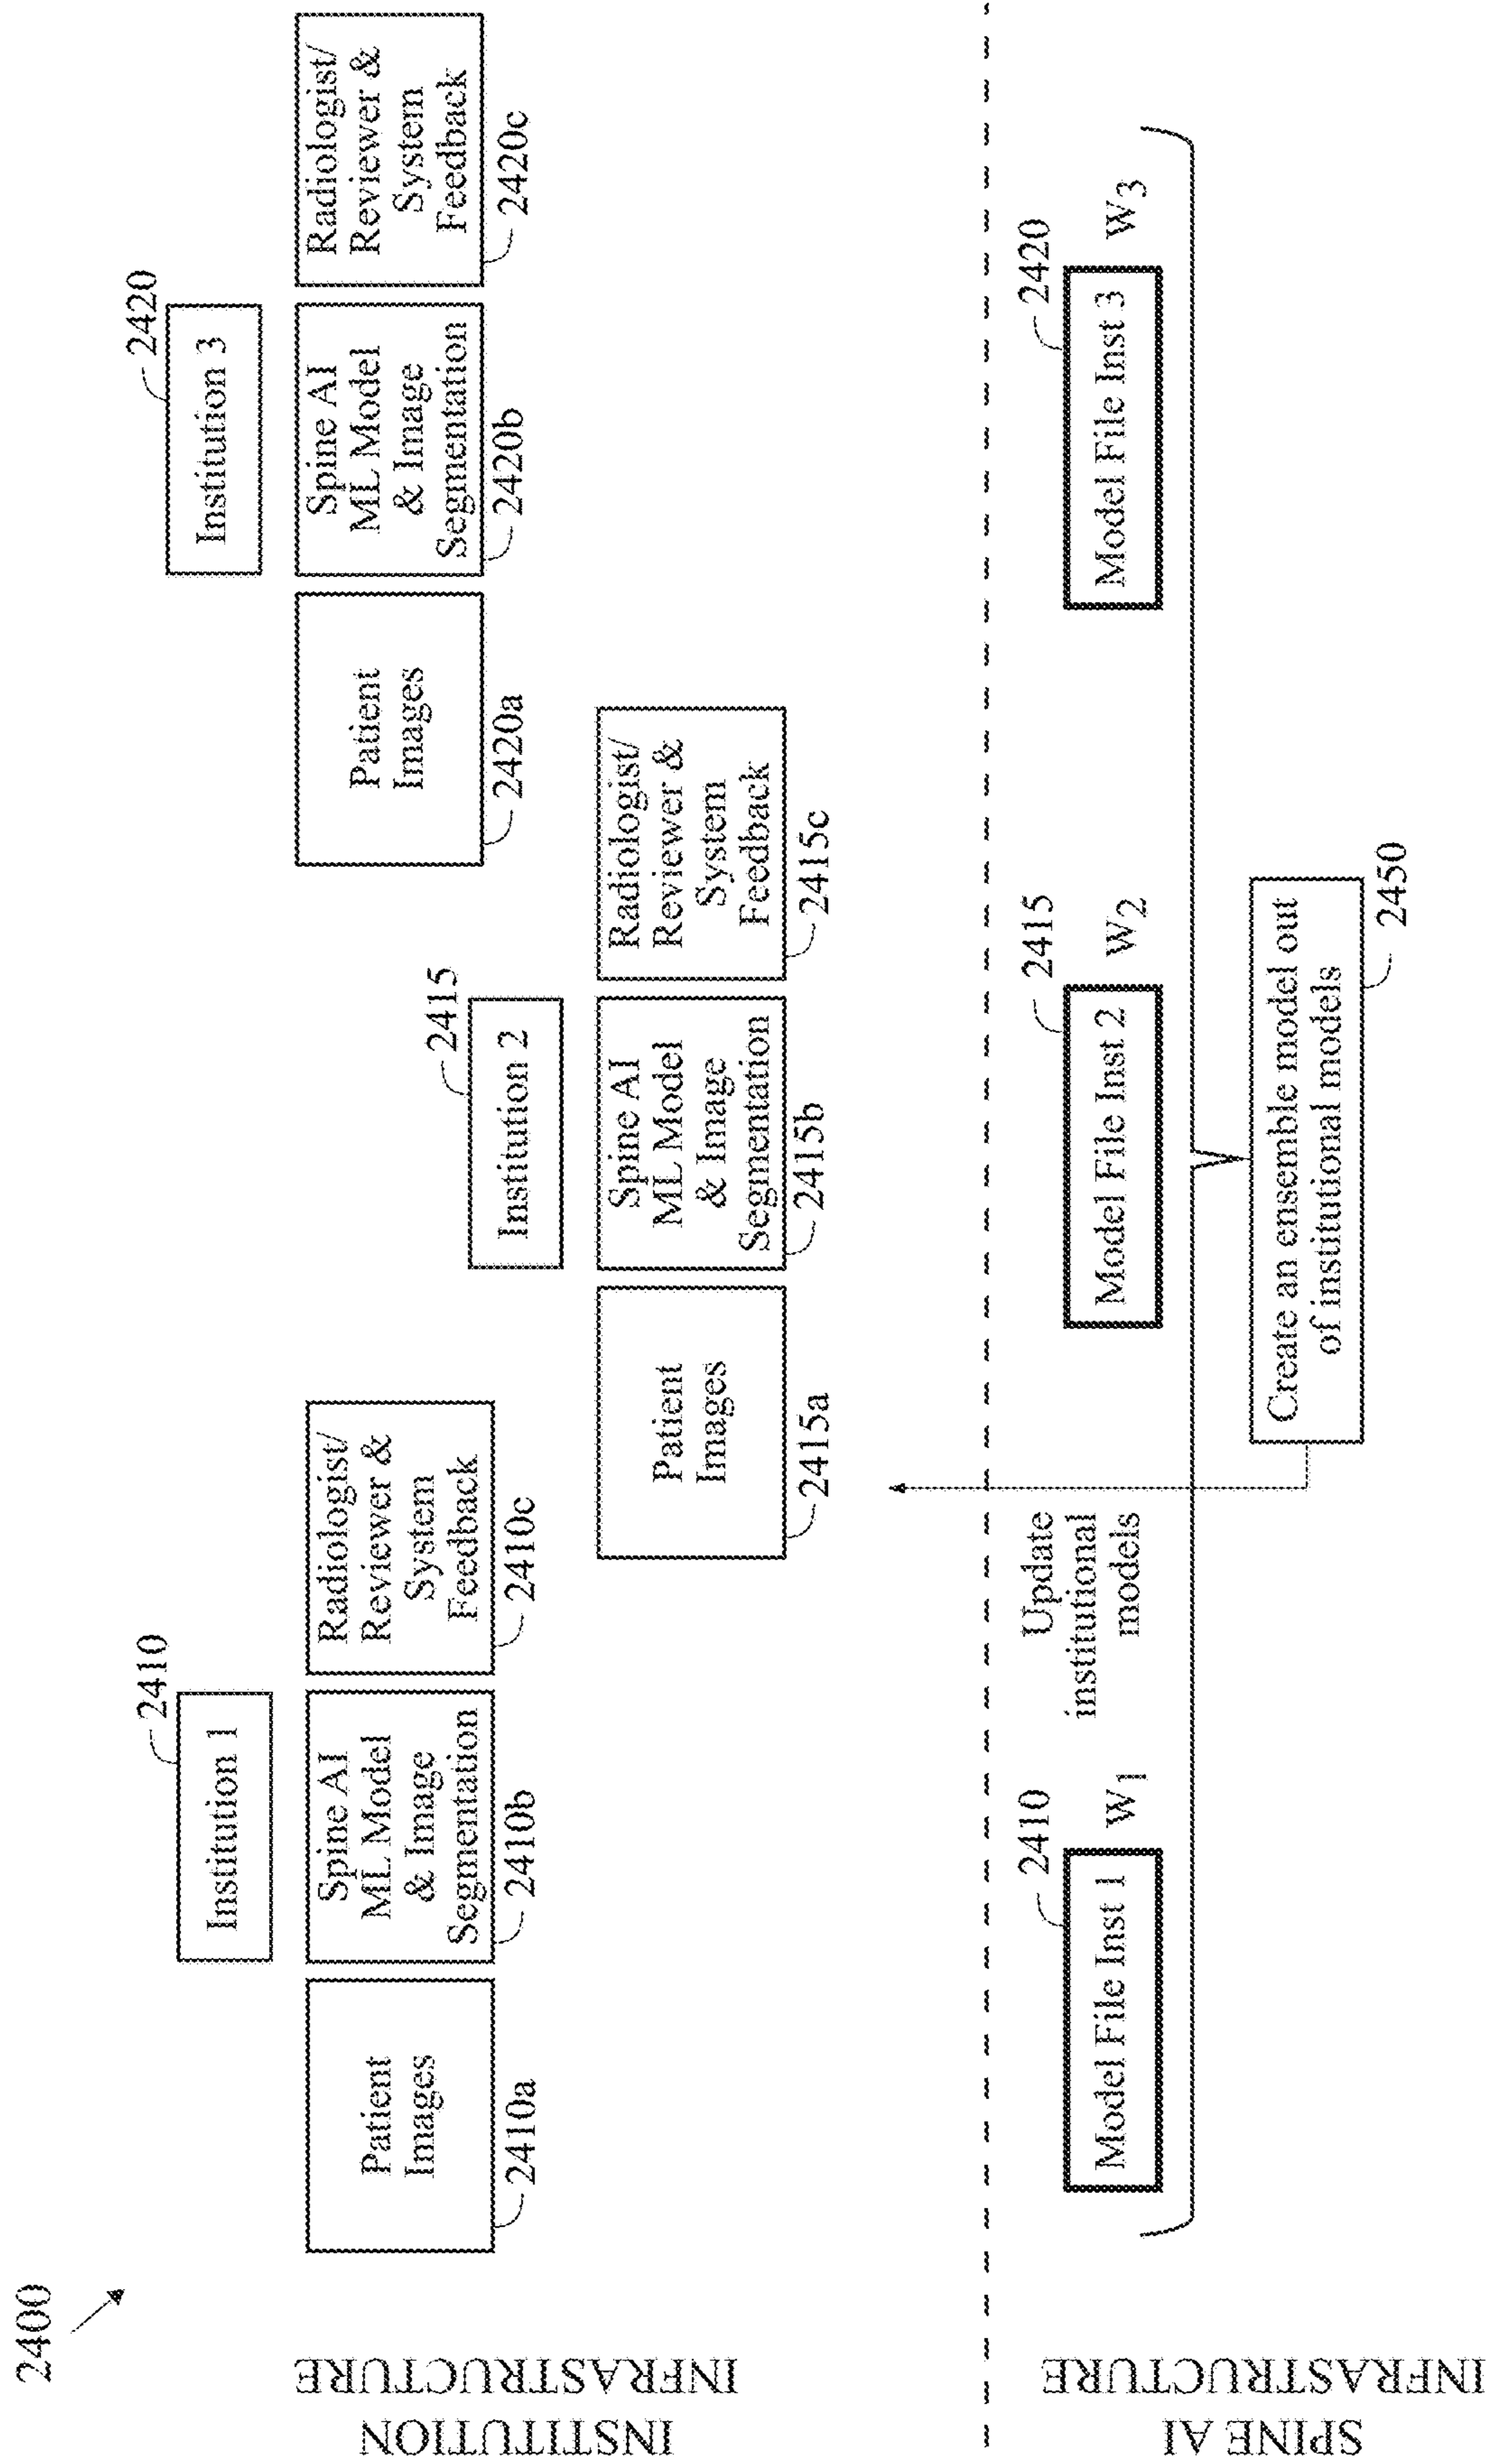 2400
INSTITUTION
INFRASTRUCTURE
2410
Institution 1
Patient
Images
2410a
Spine AI
ML Model
& Image
Segmentation
2410b
Radiologist/
Reviewer &
System
Feedback
2410c
2415
Institution 2
Patient
Images
2415a
Spine AI
ML Model
& Image
Segmentation
2415b
Radiologist/
Reviewer &
System
Feedback
2415c
2420
Institution 3
Patient
Images
2420a
Spine AI
ML Model
& Image
Segmentation
2420b
Radiologist/
Reviewer &
System
Feedback
2420c
SPINE AI
INFRASTRUCTURE
2410
Model File Inst 1
W1
Update
institutional
models
2415
Model File Inst 2
W2
2420
Model File Inst 3
W3
Create an ensemble model out
of institutional models
2450